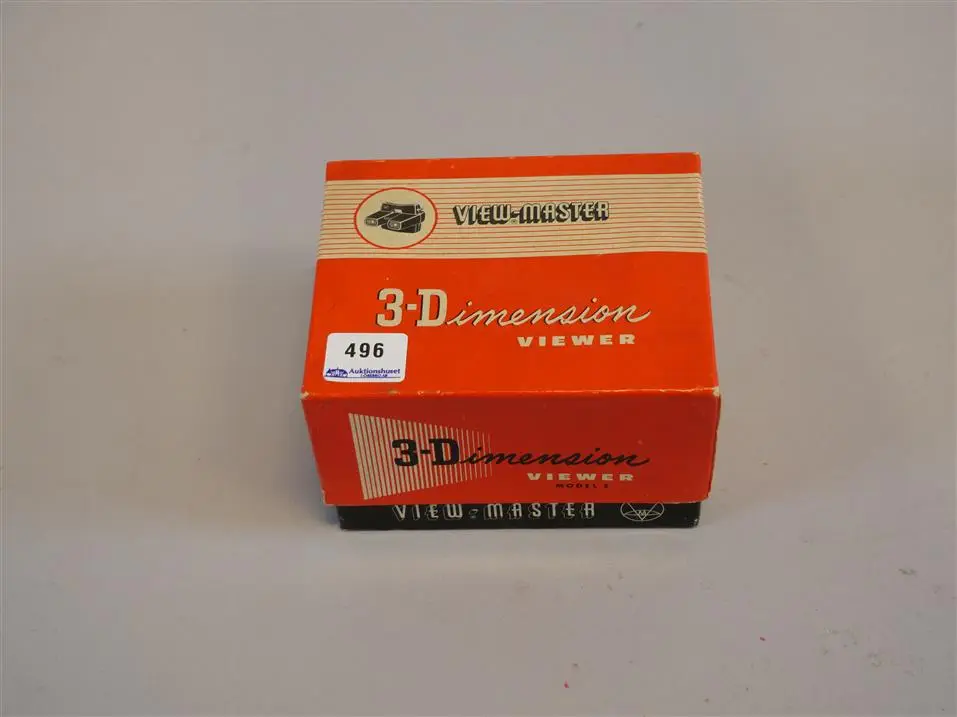 VIEW-MASTER
3-Dimension
VIEWER
496
Auktionshuset
3-Dimension
VIEWER
MODEL E
VIEW-MASTER